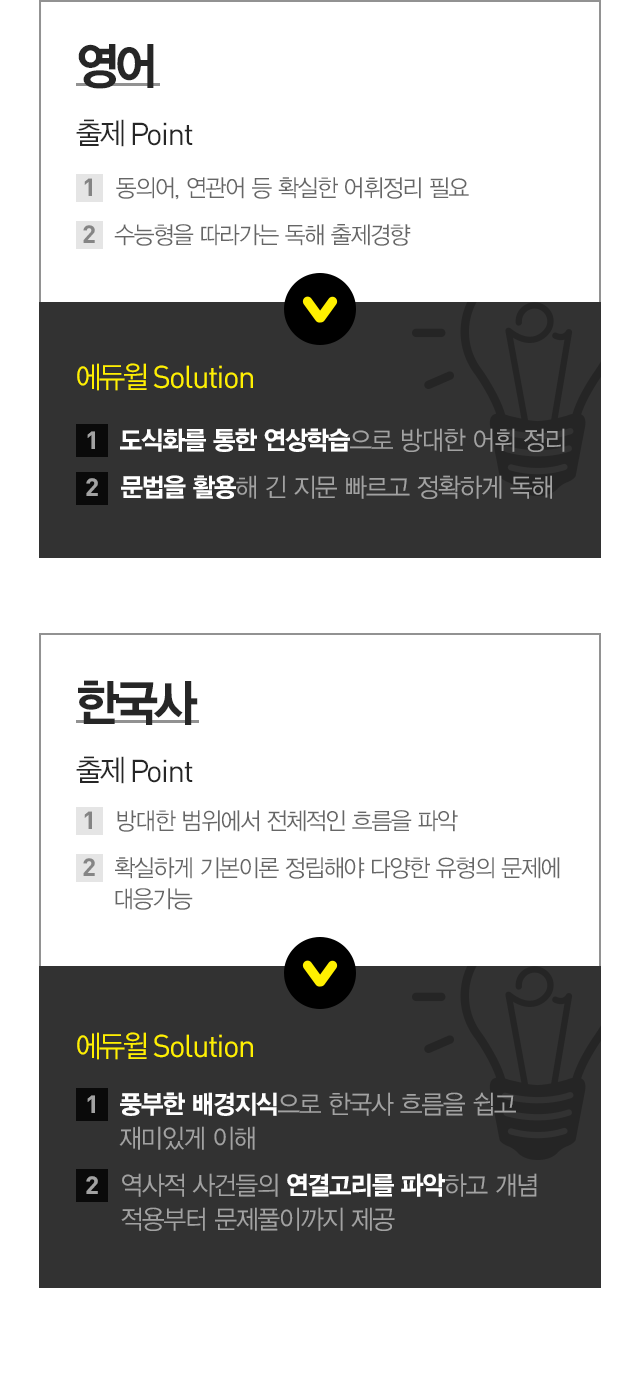 영어
출제 Point
1 동의어, 연관어 등 확실한 어휘정리 필요
2 수능형을 따라가는 독해 출제경향
에듀윌 Solution
1 도식화를 통한 연상학습으로 방대한 어휘 정리
2 문법을 활용해 긴 지문 빠르고 정확하게 독해
한국사
출제 Point
1 방대한 범위에서 전체적인 흐름을 파악
2 확실하게 기본이론 정립해야 다양한 유형의 문제에
대응가능
에듀윌 Solution
1 풍부한 배경지식으로 한국사 흐름을 쉽고
재미있게 이해
2 역사적 사건들의 연결고리를 파악하고 개념
적용부터 문제풀이까지 제공